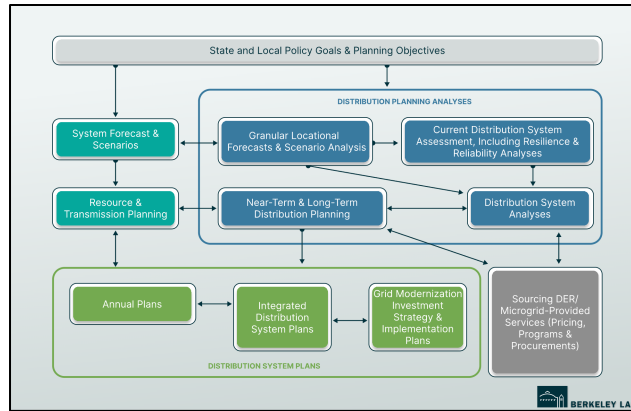 State and Local Policy Goals & Planning Objectives
DISTRIBUTION PLANNING ANALYSES
System Forecast &
Scenarios
Granular Locational
Forecasts & Scenario Analysis
Current Distribution System
Assessment, Including Resilience &
Reliability Analyses
Resource &
Transmission Planning
Near-Term & Long-Term
Distribution Planning
Distribution System
Analyses
Annual Plans
Integrated
Distribution
System Plans
Grid Modernization
Investment
Strategy &
Implementation
Plans
Sourcing DER/
Microgrid-Provided
Services (Pricing,
Programs &
Procurements)
DISTRIBUTION SYSTEM PLANS
BERKELEY LA